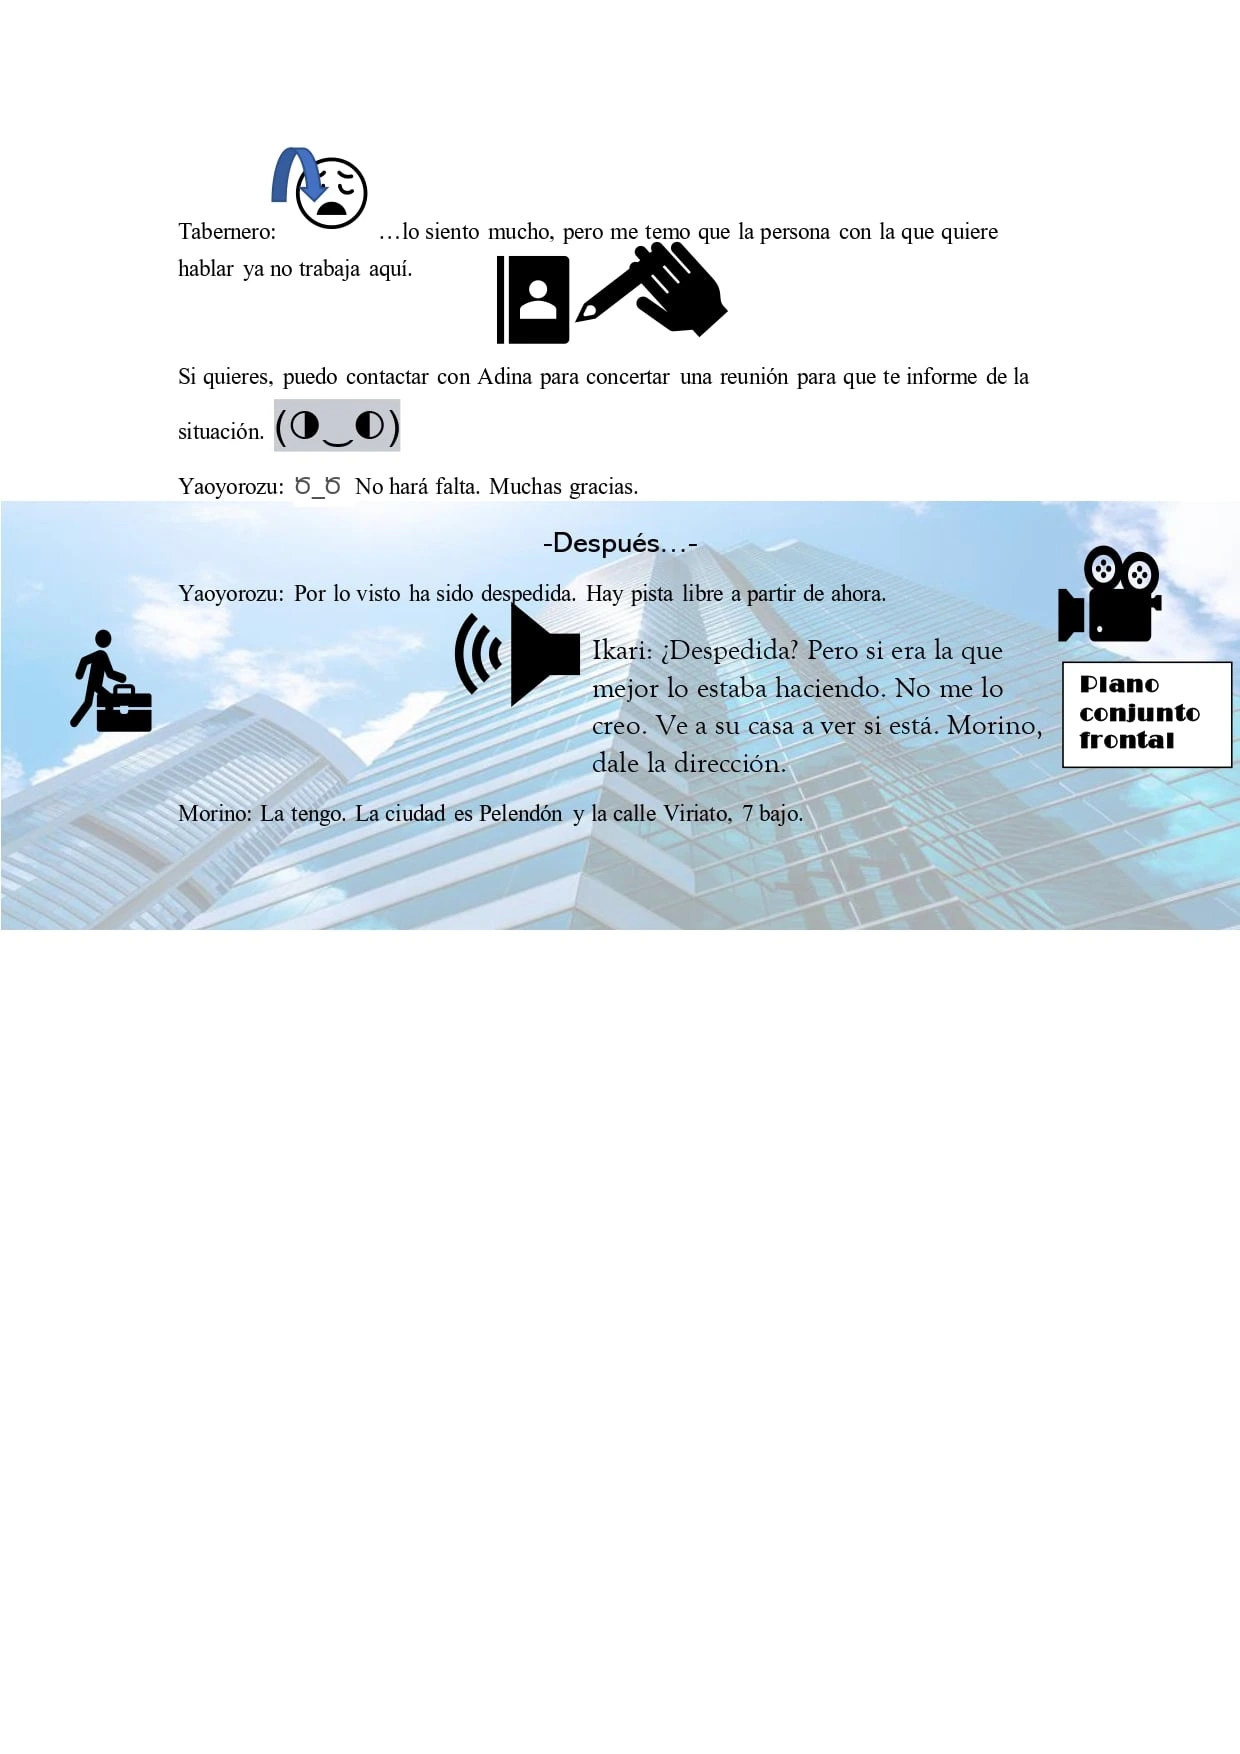 Tabernero: …lo siento mucho, pero me temo que la persona con la que quiere
hablar ya no trabaja aquí.
Si quieres, puedo contactar con Adina para concertar una reunión para que te informe de la
situación. (◑‿◐)
Yaoyorozu: ಠ_ಠ No hará falta. Muchas gracias.
-Después…-
Yaoyorozu: Por lo visto ha sido despedida. Hay pista libre a partir de ahora.
Ikari: ¿Despedida? Pero si era la que
mejor lo estaba haciendo. No me lo
creo. Ve a su casa a ver si está. Morino,
dale la dirección.
Plano
conjunto
frontal
Morino: La tengo. La ciudad es Pelendón y la calle Viriato, 7 bajo.